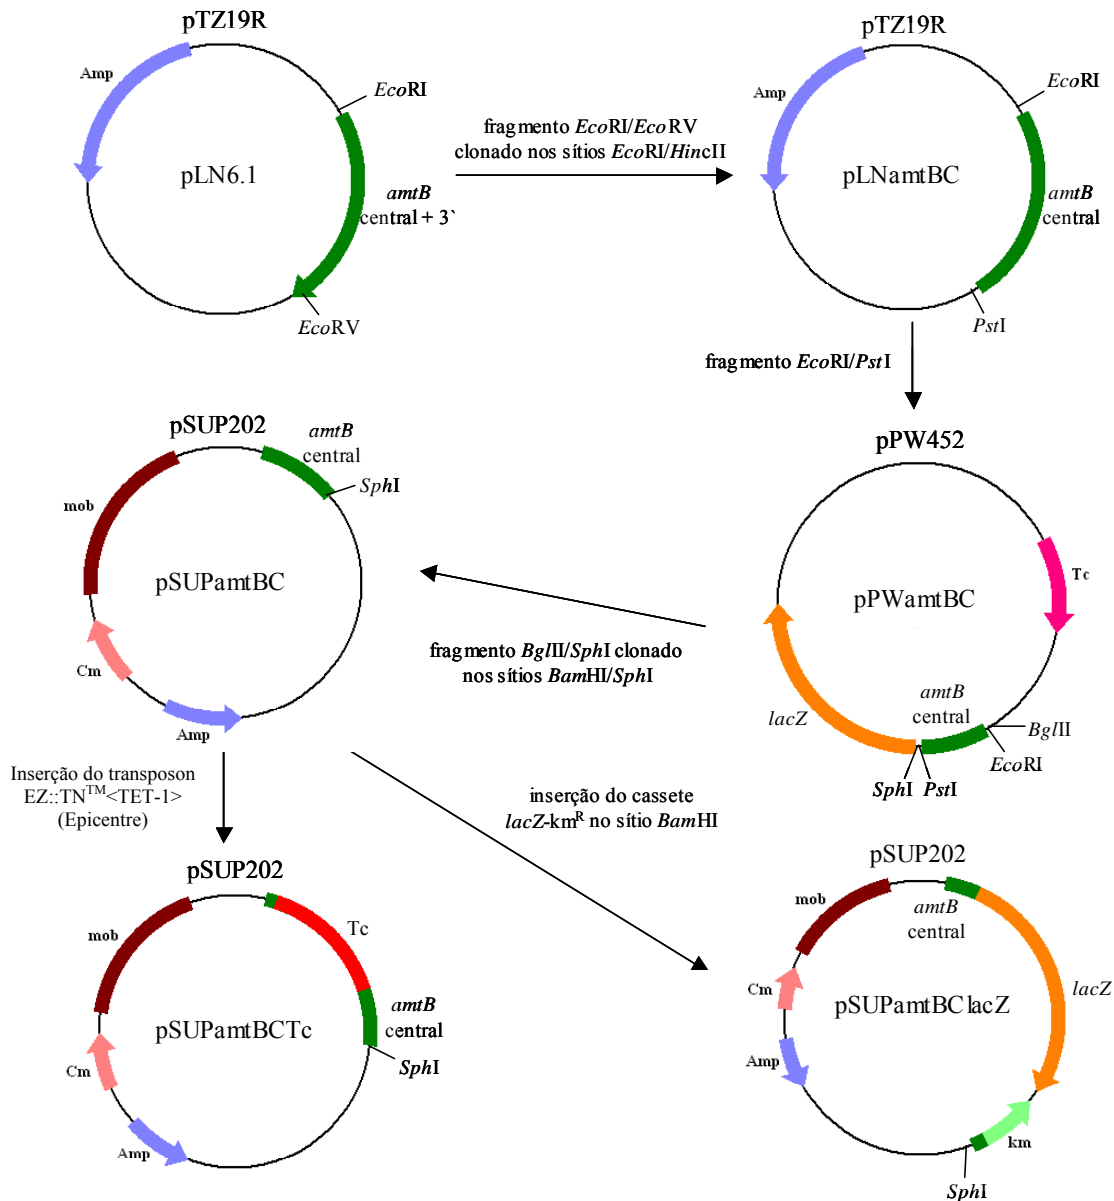 pTZ19R
Amp
EcoRI
pLN6.1
amtB
central + 3`
EcoRV
fragmento EcoRI/EcoRV
clonado nos sítios EcoRI/HincII
pTZ19R
Amp
EcoRI
pLNamtBC
amtB
central
PstI
fragmento EcoRI/PstI
pSUP202
amtB
central
SphI
mob
pSUPamtBC
Cm
Amp
fragmento BglII/SphI clonado
nos sítios BamHI/SphI
pPW452
Tc
pPWamtBC
lacZ
amtB
central
BglII
EcoRI
SphI PstI
Inserção do transposon
EZ::TN™<TET-1>
(Epicentre)
inserção do cassete
lacZ-kmᴿ no sítio BamHI
pSUP202
mob
Tc
pSUPamtBCTc
amtB
central
SphI
Cm
Amp
pSUP202
mob
amtB
central
Cm
lacZ
pSUPamtBClacZ
Amp
km
SphI